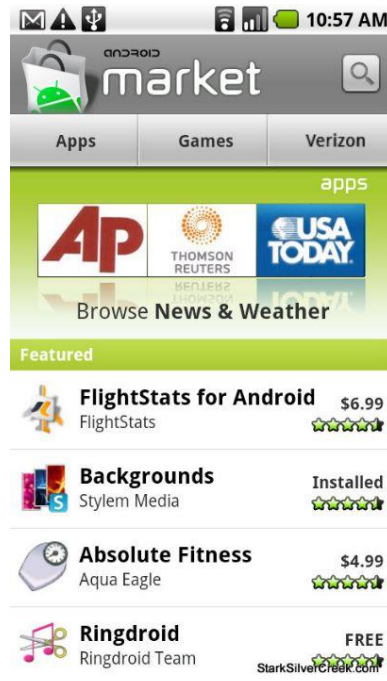 10:57 AM
android
market
Apps Games Verizon
apps
AP THOMSON REUTERS USA TODAY
Browse News & Weather
Featured
FlightStats for Android $6.99
FlightStats
Backgrounds Installed
S Stylem Media
Absolute Fitness $4.99
Aqua Eagle
Ringdroid FREE
Ringdroid Team
StarkSilverCreek.com